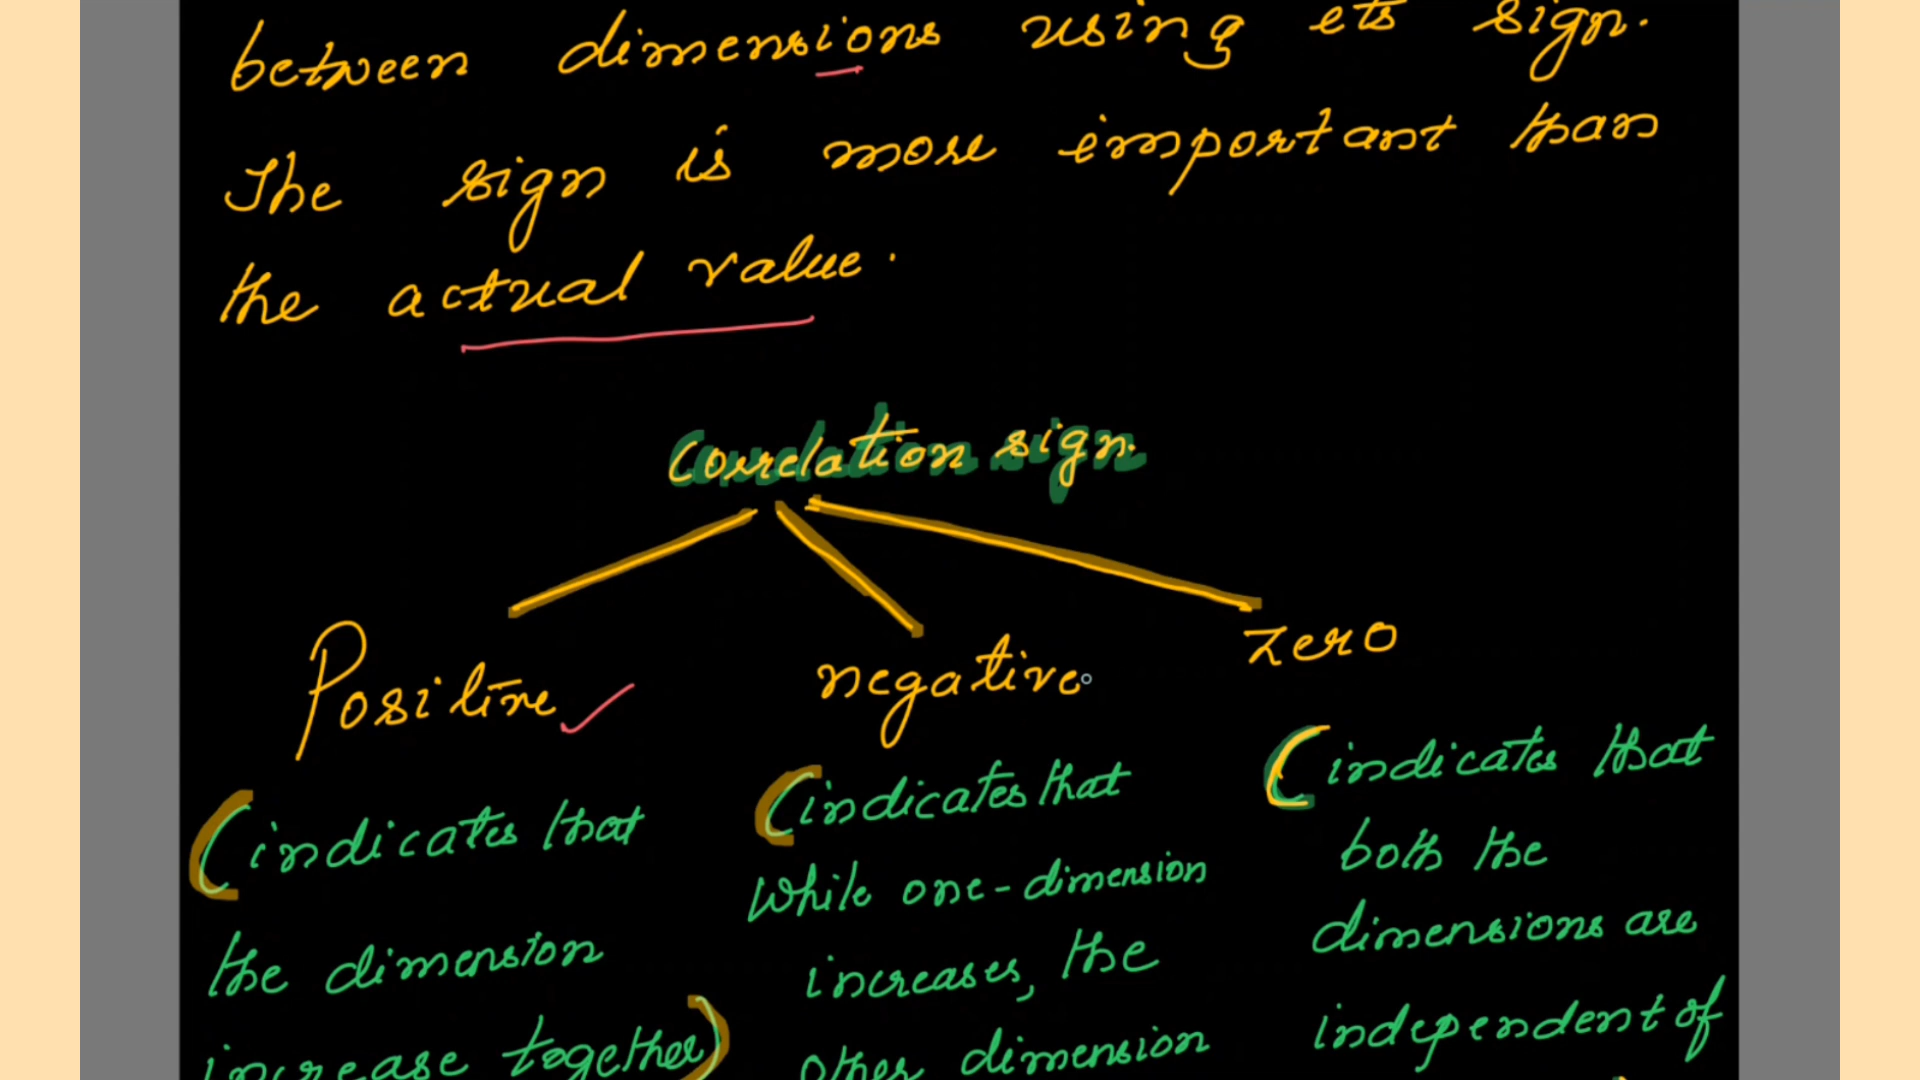 between dimensions using its sign.
The sign is more important than
the actual value.
Correlation sign.
Positive negative zero
(indicates that
the dimension
increase together)
(indicates that
While one-dimension
increases, the
other dimension
(indicates that
both the
dimensions are
independent of